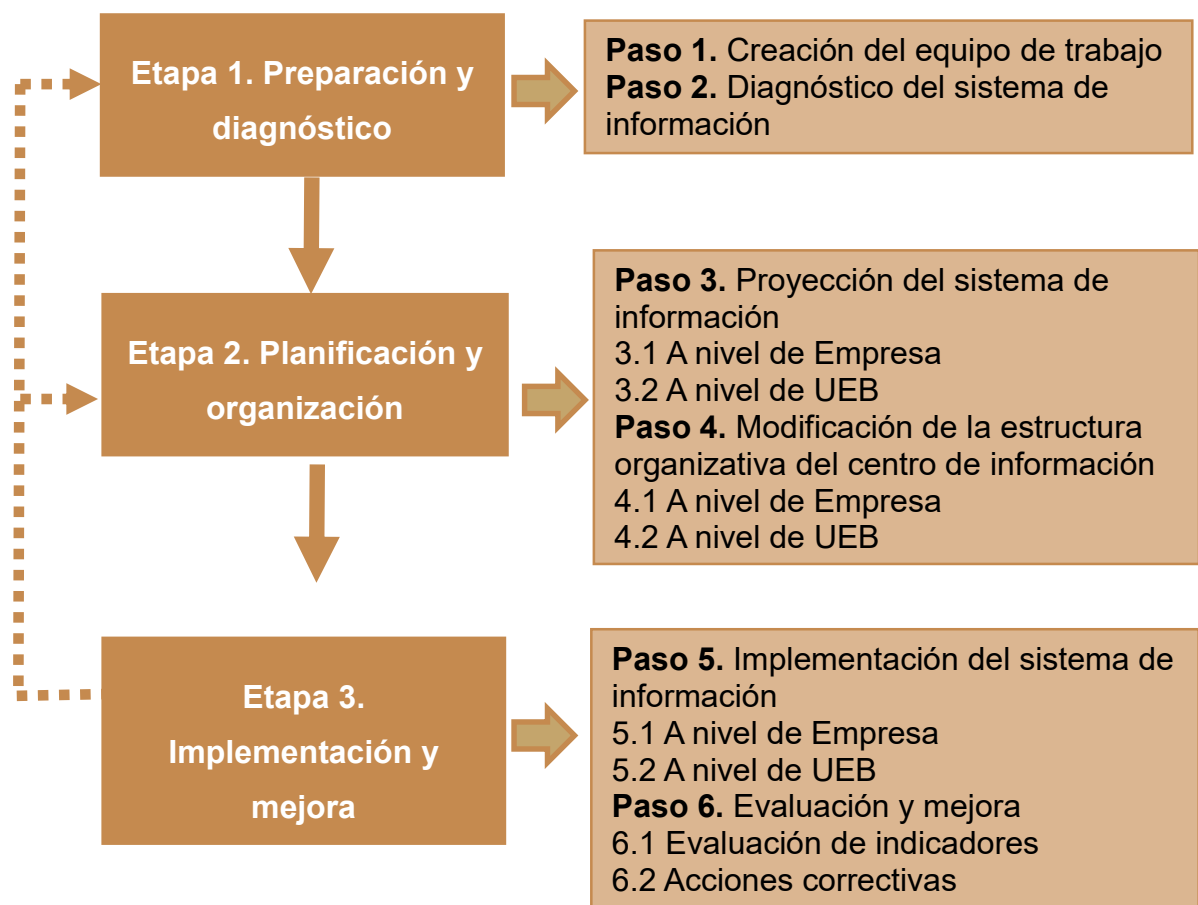 Etapa 1. Preparación y
diagnóstico
Paso 1. Creación del equipo de trabajo
Paso 2. Diagnóstico del sistema de
información
Etapa 2. Planificación y
organización
Paso 3. Proyección del sistema de
información
3.1 A nivel de Empresa
3.2 A nivel de UEB
Paso 4. Modificación de la estructura
organizativa del centro de información
4.1 A nivel de Empresa
4.2 A nivel de UEB
Etapa 3.
Implementación y
mejora
Paso 5. Implementación del sistema de
información
5.1 A nivel de Empresa
5.2 A nivel de UEB
Paso 6. Evaluación y mejora
6.1 Evaluación de indicadores
6.2 Acciones correctivas